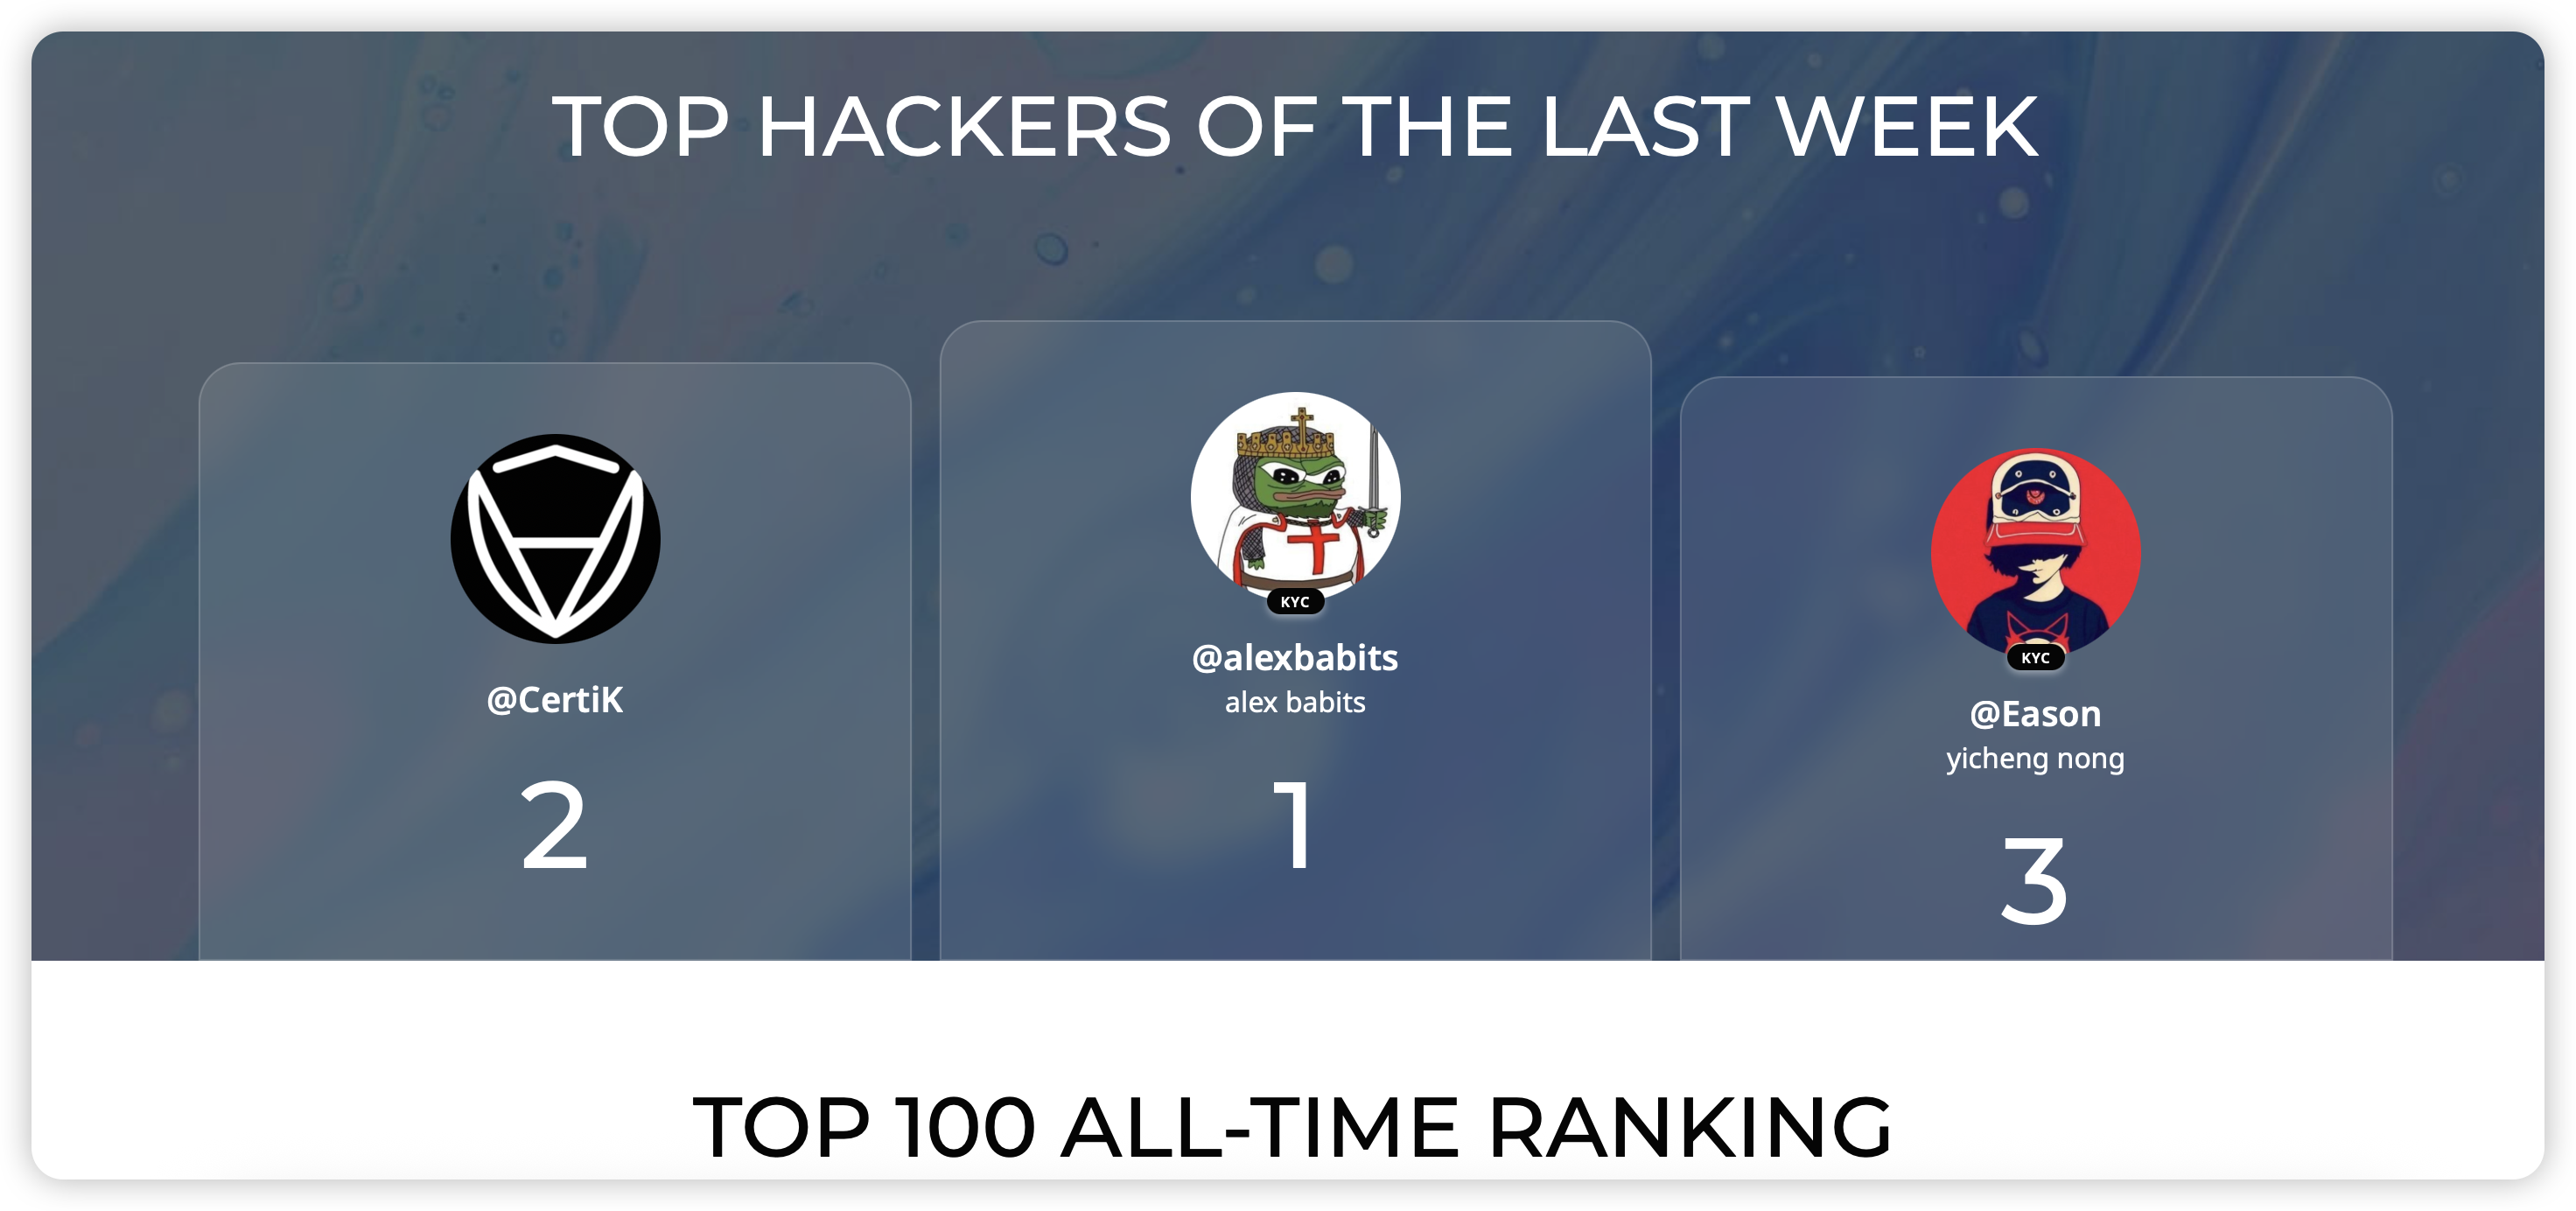 TOP HACKERS OF THE LAST WEEK
@CertiK
2
KYC
@alexbabits
alex babits
1
KYC
@Eason
yicheng nong
3
TOP 100 ALL-TIME RANKING